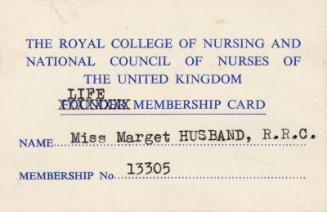 THE ROYAL COLLEGE OF NURSING AND
NATIONAL COUNCIL OF NURSES OF
THE UNITED KINGDOM
LIFE
FOUNDER MEMBERSHIP CARD
NAME Miss Marget HUSBAND, R.R.C.
MEMBERSHIP No. 13305